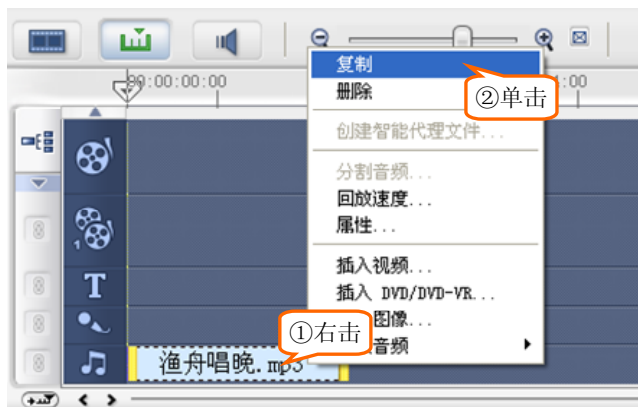 00:00:00:00
复制
:00
②单击
删除
创建智能代理文件...
分割音频...
回放速度...
属性...
插入视频...
插入 DVD/DVD-VR...
图像...
①右击
音频
1
T
渔舟唱晚.mp3